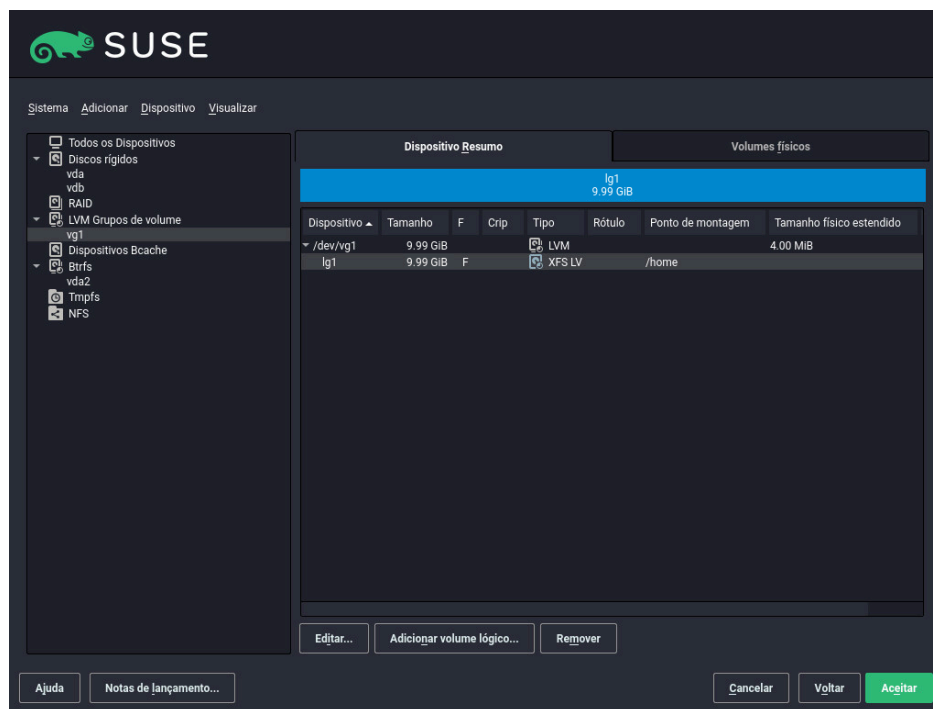 SUSE
Sistema Adicionar Dispositivo Visualizar
Todos os Dispositivos
Discos rígidos
vda
vdb
RAID
LVM Grupos de volume
vg1
Dispositivos Bcache
Btrfs
vda2
Tmpfs
NFS
Dispositivo Resumo Volumes físicos
lg1
9.99 GiB
Dispositivo Tamanho F Crip Tipo Rótulo Ponto de montagem Tamanho físico estendido
/dev/vg1 9.99 GiB LVM 4.00 MiB
lg1 9.99 GiB F XFS LV /home
Editar... Adicionar volume lógico... Remover
Ajuda Notas de lançamento... Cancelar Voltar Aceitar